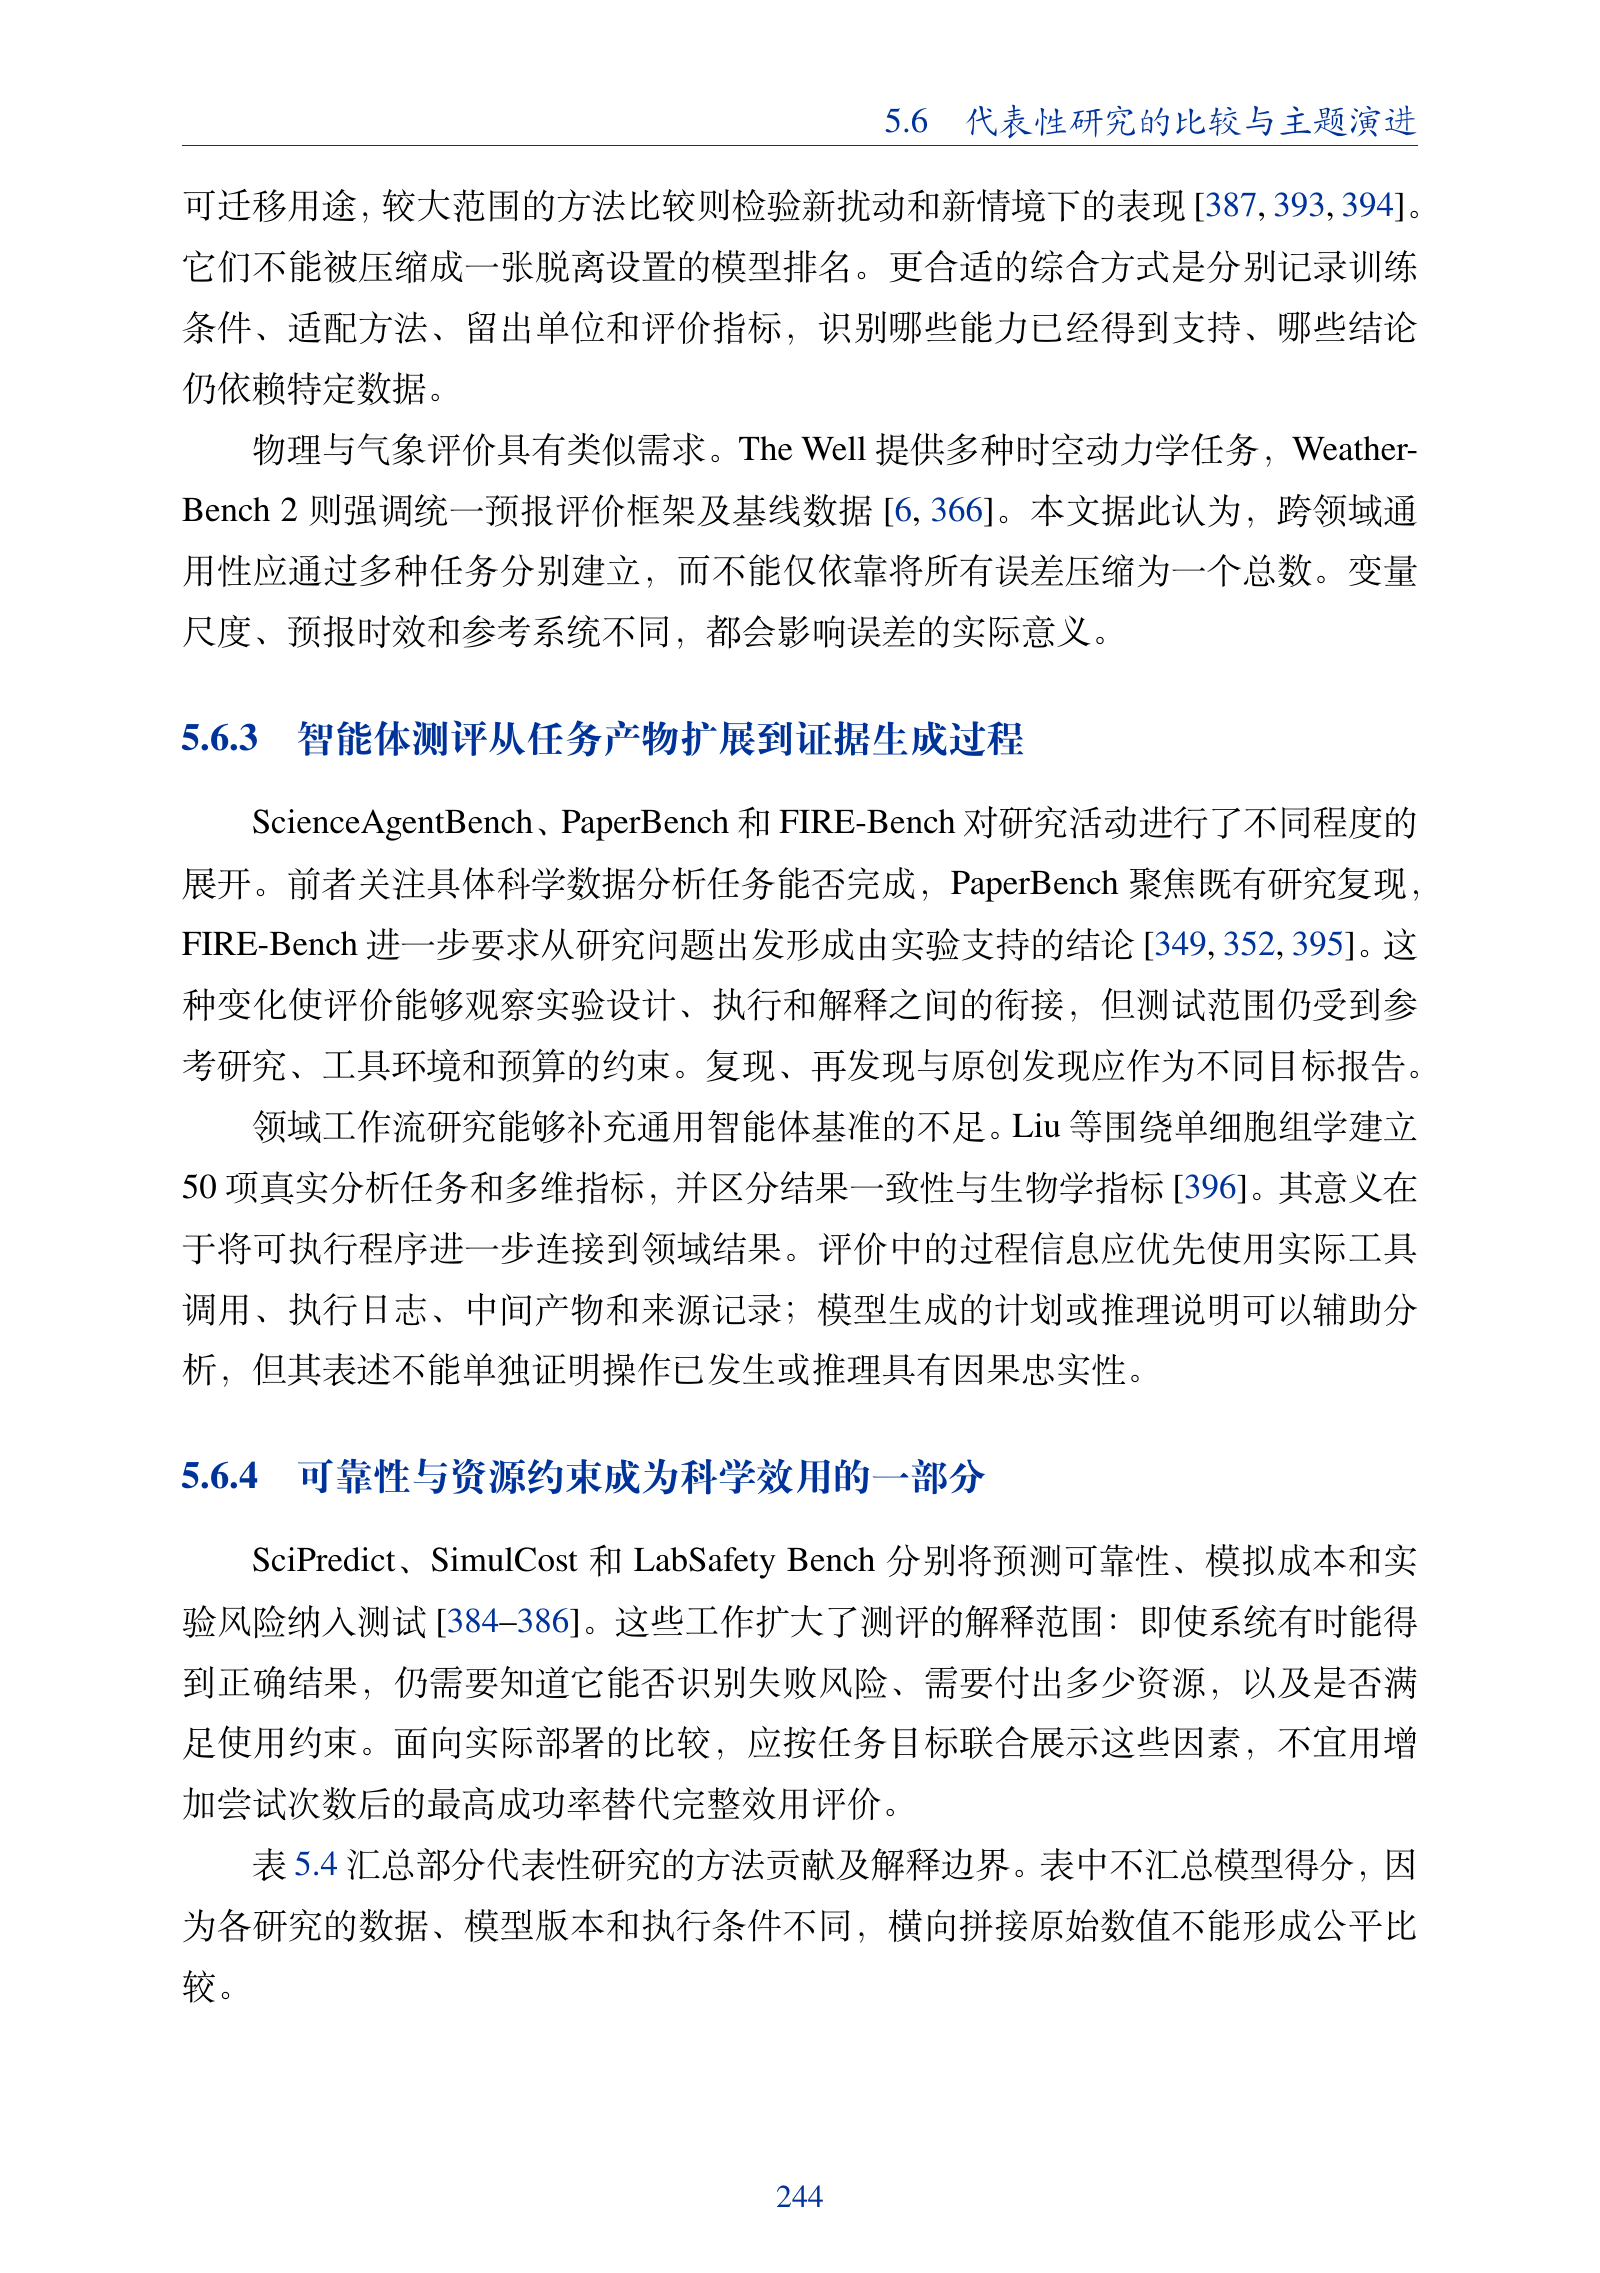 5.6 代表性研究的比较与主题演进
可迁移用途，较大范围的方法比较则检验新扰动和新情境下的表现 [387, 393, 394]。
它们不能被压缩成一张脱离设置的模型排名。更合适的综合方式是分别记录训练
条件、适配方法、留出单位和评价指标，识别哪些能力已经得到支持、哪些结论
仍依赖特定数据。
物理与气象评价具有类似需求。The Well 提供多种时空动力学任务，Weather-
Bench 2 则强调统一预报评价框架及基线数据 [6, 366]。本文据此认为，跨领域通
用性应通过多种任务分别建立，而不能仅依靠将所有误差压缩为一个总数。变量
尺度、预报时效和参考系统不同，都会影响误差的实际意义。
5.6.3 智能体测评从任务产物扩展到证据生成过程
ScienceAgentBench、PaperBench 和 FIRE-Bench 对研究活动进行了不同程度的
展开。前者关注具体科学数据分析任务能否完成，PaperBench 聚焦既有研究复现，
FIRE-Bench 进一步要求从研究问题出发形成由实验支持的结论 [349, 352, 395]。这
种变化使评价能够观察实验设计、执行和解释之间的衔接，但测试范围仍受到参
考研究、工具环境和预算的约束。复现、再发现与原创发现应作为不同目标报告。
领域工作流研究能够补充通用智能体基准的不足。Liu 等围绕单细胞组学建立
50 项真实分析任务和多维指标，并区分结果一致性与生物学指标 [396]。其意义在
于将可执行程序进一步连接到领域结果。评价中的过程信息应优先使用实际工具
调用、执行日志、中间产物和来源记录；模型生成的计划或推理说明可以辅助分
析，但其表述不能单独证明操作已发生或推理具有因果忠实性。
5.6.4 可靠性与资源约束成为科学效用的一部分
SciPredict、SimulCost 和 LabSafety Bench 分别将预测可靠性、模拟成本和实
验风险纳入测试 [384–386]。这些工作扩大了测评的解释范围：即使系统有时能得
到正确结果，仍需要知道它能否识别失败风险、需要付出多少资源，以及是否满
足使用约束。面向实际部署的比较，应按任务目标联合展示这些因素，不宜用增
加尝试次数后的最高成功率替代完整效用评价。
表 5.4 汇总部分代表性研究的方法贡献及解释边界。表中不汇总模型得分，因
为各研究的数据、模型版本和执行条件不同，横向拼接原始数值不能形成公平比
较。
244